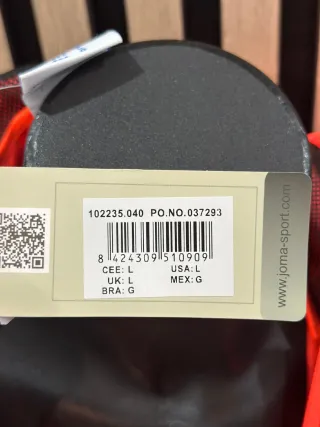 102235.040 PO.NO.037293
8 424309 510909
CEE: L USA: L
UK: L MEX: G
BRA: G
www.joma-sport.com